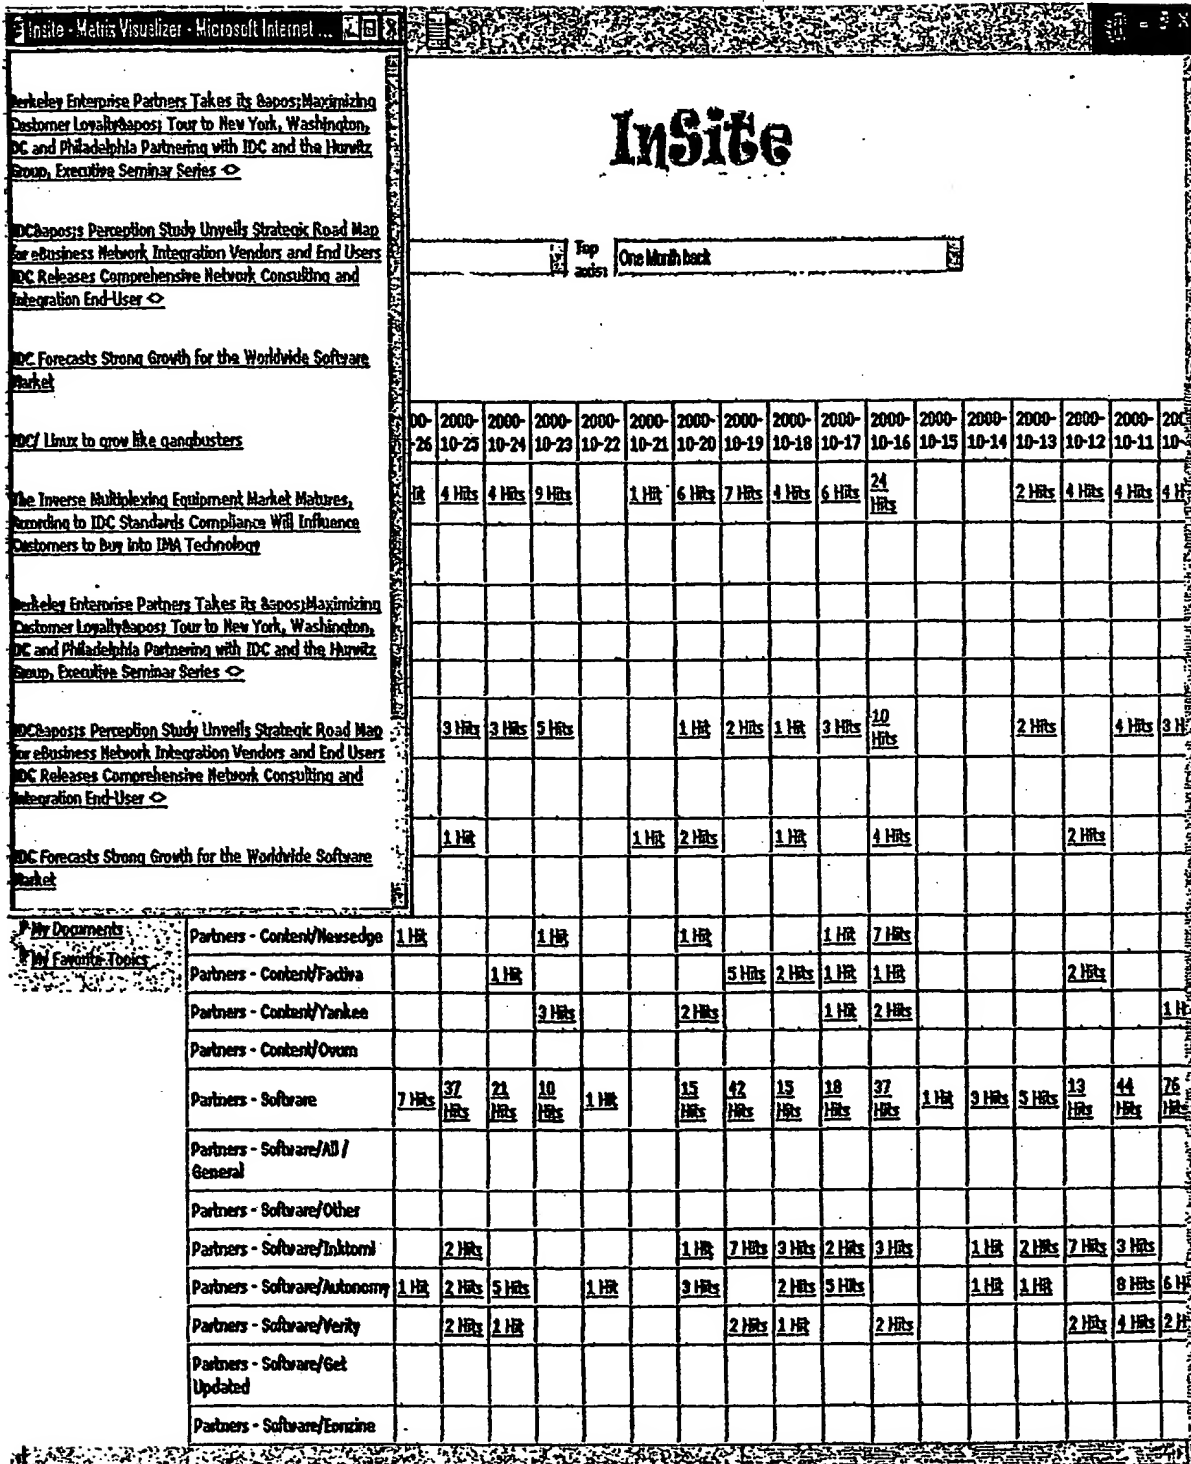 Insite - Matrix Visualizer - Microsoft Internet ...
Berkeley Enterprise Partners Takes its &apos;Maximizing
Customer Loyalty&apos; Tour to New York, Washington,
DC and Philadelphia Partnering with IDC and the Hurwitz
Group, Executive Seminar Series <>
IDC&apos;s Perception Study Unveils Strategic Road Map
for eBusiness Network Integration Vendors and End Users
IDC Releases Comprehensive Network Consulting and
Integration End-User <>
IDC Forecasts Strong Growth for the Worldwide Software
Market
IDC/ Linux to grow like gangbusters
The Inverse Multiplexing Equipment Market Matures,
According to IDC Standards Compliance Will Influence
Customers to Buy into IMA Technology
Berkeley Enterprise Partners Takes its &apos;Maximizing
Customer Loyalty&apos; Tour to New York, Washington,
DC and Philadelphia Partnering with IDC and the Hurwitz
Group, Executive Seminar Series <>
IDC&apos;s Perception Study Unveils Strategic Road Map
for eBusiness Network Integration Vendors and End Users
IDC Releases Comprehensive Network Consulting and
Integration End-User <>
IDC Forecasts Strong Growth for the Worldwide Software
Market
InSite
Top
axis:
One Month back
00- 2000- 2000- 2000- 2000- 2000- 2000- 2000- 2000- 2000- 2000- 2000- 2000- 2000- 2000- 2000- 200
-26 10-25 10-24 10-23 10-22 10-21 10-20 10-19 10-18 10-17 10-16 10-15 10-14 10-13 10-12 10-11 10-
Hit 4 Hits 4 Hits 9 Hits 1 Hit 6 Hits 7 Hits 4 Hits 6 Hits 24 Hits 2 Hits 4 Hits 4 Hits 4 H
3 Hits 3 Hits 5 Hits 1 Hit 2 Hits 1 Hit 3 Hits 10 Hits 2 Hits 4 Hits 3 H
1 Hit 1 Hit 2 Hits 1 Hit 4 Hits 2 Hits
My Documents
My Favorite Topics
Partners - Content/Newsedge 1 Hit 1 Hit 1 Hit 1 Hit 7 Hits
Partners - Content/Factiva 1 Hit 5 Hits 2 Hits 1 Hit 1 Hit 2 Hits
Partners - Content/Yankee 3 Hits 2 Hits 1 Hit 2 Hits 1 H
Partners - Content/Ovum
Partners - Software 7 Hits 37 Hits 21 Hits 10 Hits 1 Hit 15 Hits 42 Hits 15 Hits 18 Hits 37 Hits 1 Hit 3 Hits 5 Hits 13 Hits 44 Hits 76 Hits
Partners - Software/All /
General
Partners - Software/Other
Partners - Software/Inktomi 2 Hits 1 Hit 7 Hits 3 Hits 2 Hits 3 Hits 1 Hit 2 Hits 7 Hits 3 Hits
Partners - Software/Autonomy 1 Hit 2 Hits 5 Hits 1 Hit 3 Hits 2 Hits 5 Hits 1 Hit 1 Hit 8 Hits 6 H
Partners - Software/Verity 2 Hits 1 Hit 2 Hits 1 Hit 2 Hits 2 Hits 4 Hits 2 H
Partners - Software/Get
Updated
Partners - Software/Eonzine